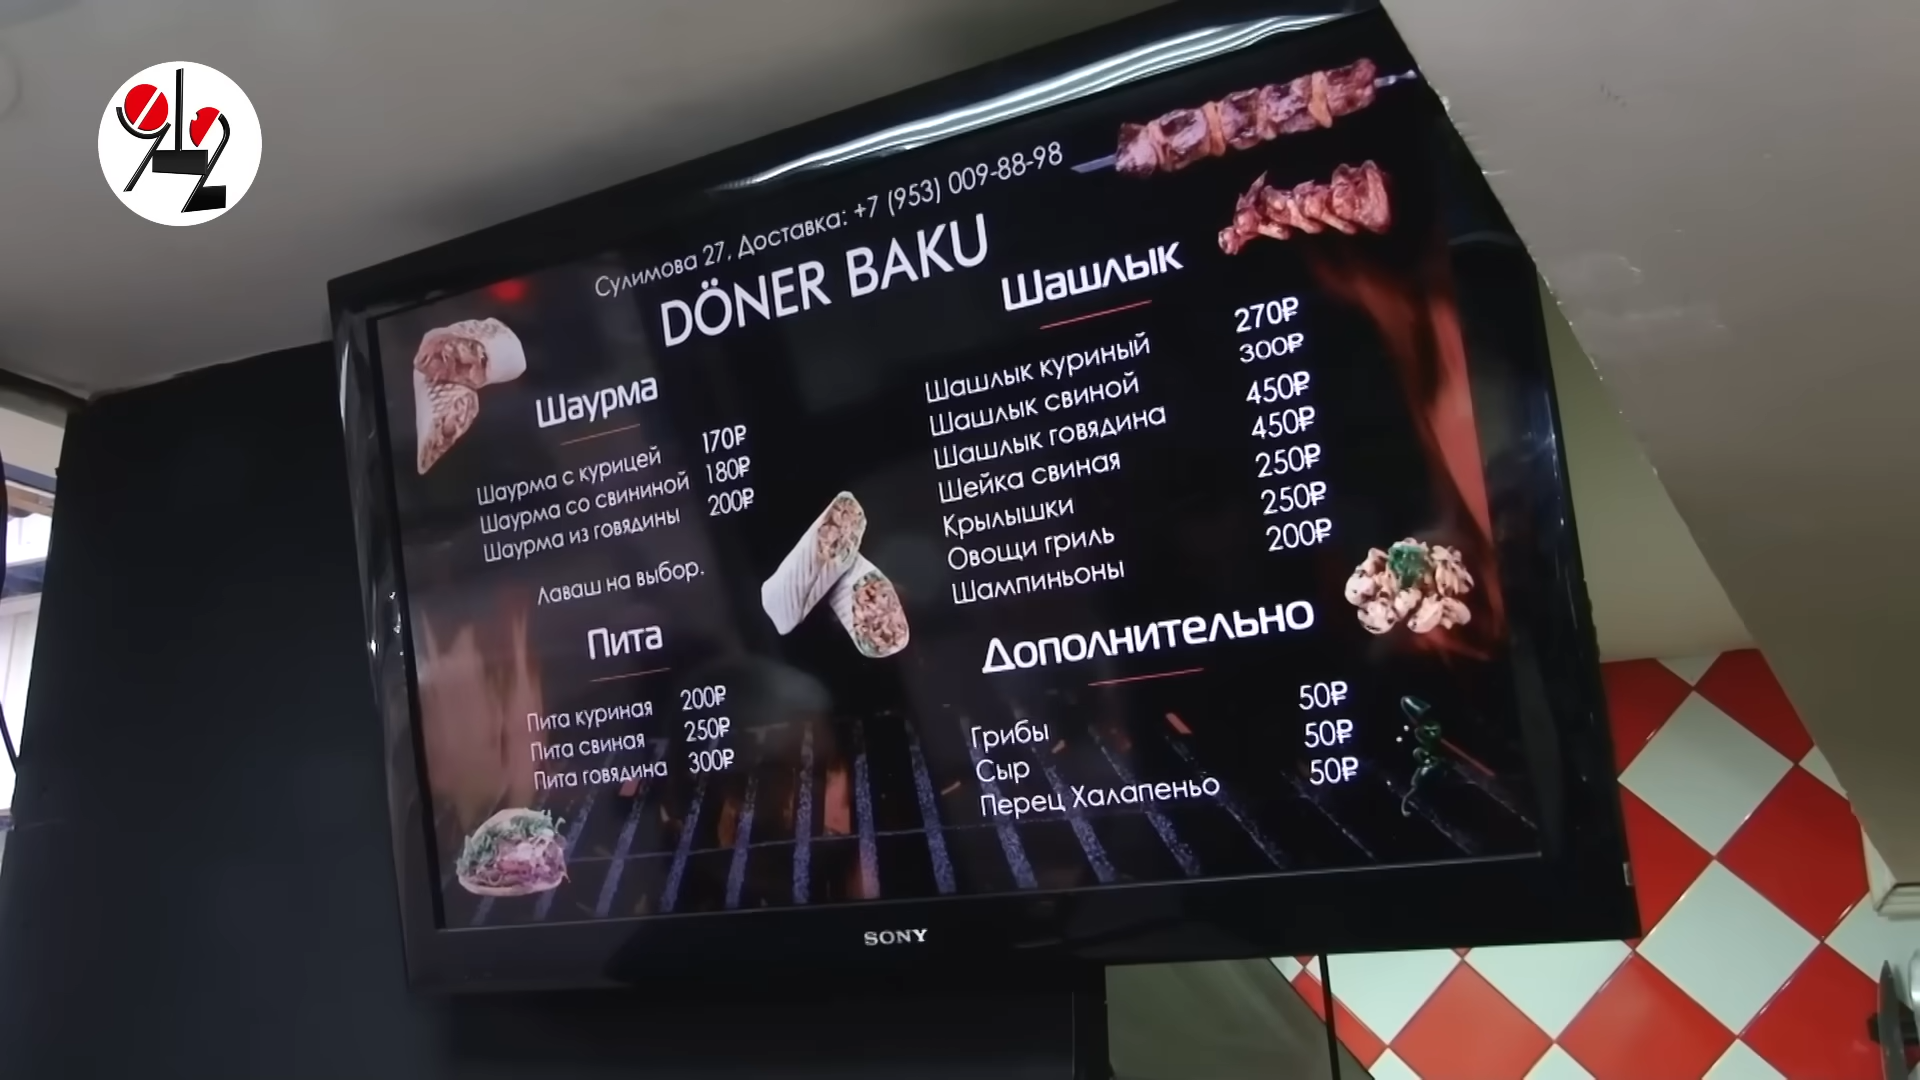 912
Сулимова 27, Доставка: +7 (953) 009-88-98
DÖNER BAKU
Шаурма
Шаурма с курицей 170₽
Шаурма со свининой 180₽
Шаурма из говядины 200₽
Лаваш на выбор.
Пита
Пита куриная 200₽
Пита свиная 250₽
Пита говядина 300₽
Шашлык
Шашлык куриный 270₽
Шашлык свиной 300₽
Шашлык говядина 450₽
Шейка свиная 450₽
Крылышки 250₽
Овощи гриль 250₽
Шампиньоны 200₽
Дополнительно
Грибы 50₽
Сыр 50₽
Перец Халапеньо 50₽
SONY